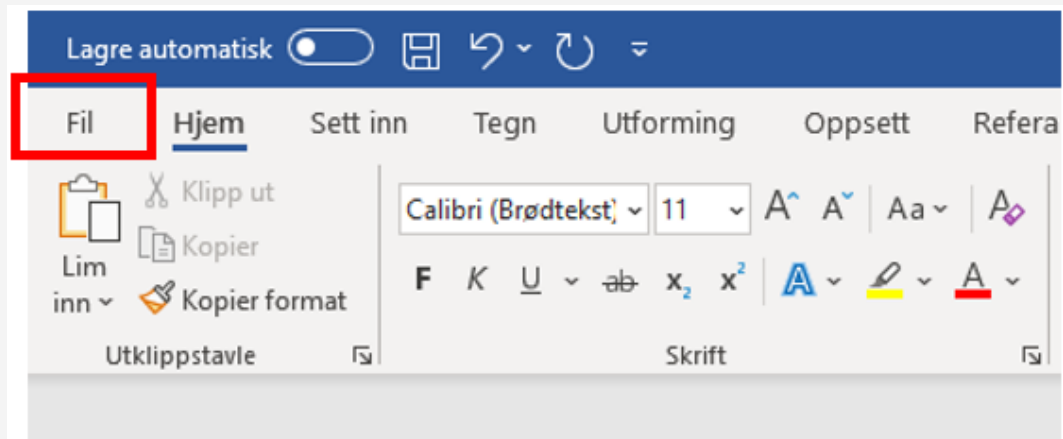 Lagre automatisk
Fil Hjem Sett inn Tegn Utforming Oppsett Refera
Klipp ut
Kopier
Kopier format
Lim
inn
Calibri (Brødtekst) 11 A A Aa A
F K U ab x₂ x² A A
Utklippstavle Skrift